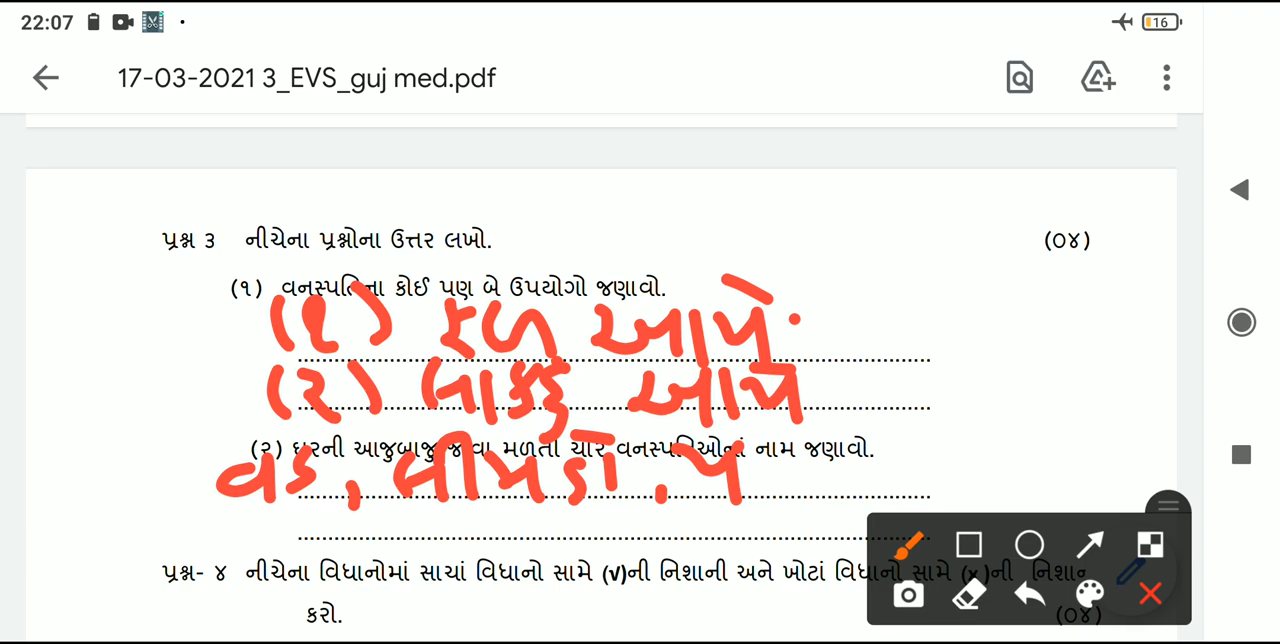 22:07 16
17-03-2021 3_EVS_guj med.pdf
પ્રશ્ન ૩ નીચેના પ્રશ્નોના ઉત્તર લખો. (૦૪)
(૧) વનસ્પતિના કોઈ પણ બે ઉપયોગો જણાવો.
(૧) ફળ આપે.
(૨) લાકડું આપે
(૨) ઘરની આજુબાજુ જોવા મળતી ચાર વનસ્પતિઓનાં નામ જણાવો.
વડ, લીમડો. પ
પ્રશ્ન- ૪ નીચેના વિધાનોમાં સાચાં વિધાનો સામે (v)ની નિશાની અને ખોટાં વિધાનો સામે (x)ની નિશાન
કરો. (૦૪)